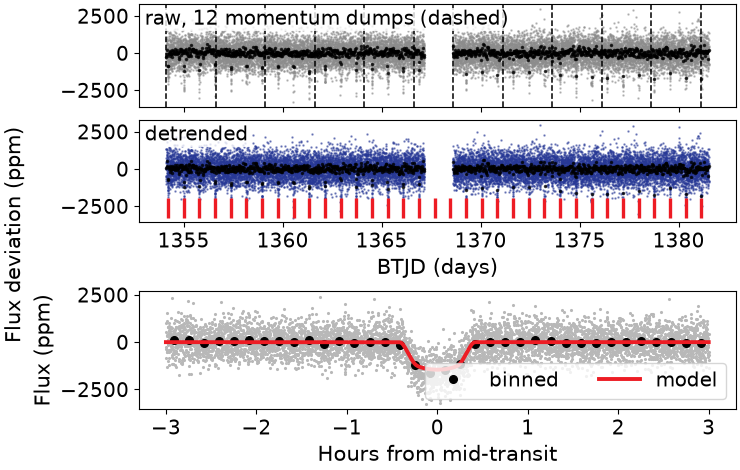 Flux deviation (ppm)
2500
0
−2500
raw, 12 momentum dumps (dashed)
2500
0
−2500
detrended
1355
1360
1365
1370
1375
1380
BTJD (days)
Flux (ppm)
2500
0
−2500
binned
model
−3
−2
−1
0
1
2
3
Hours from mid-transit